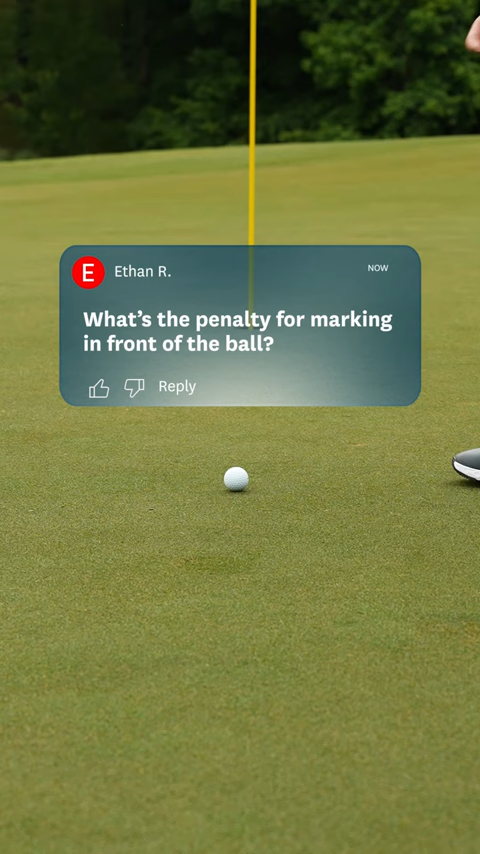 E
Ethan R.
NOW
What’s the penalty for marking
in front of the ball?
Reply